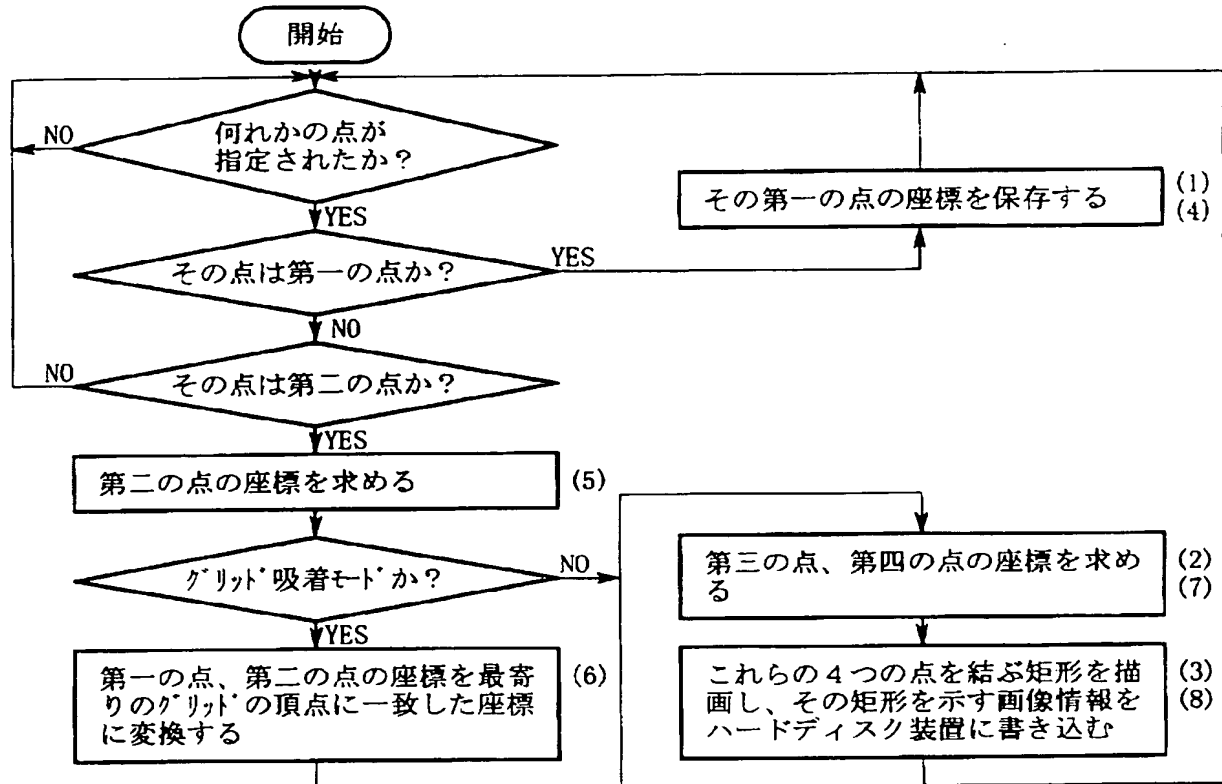 開始
何れかの点が
指定されたか？
NO
YES
その第一の点の座標を保存する
(1)
(4)
その点は第一の点か？
YES
NO
その点は第二の点か？
NO
YES
第二の点の座標を求める
(5)
ｸﾞﾘｯﾄﾞ吸着ﾓｰﾄﾞか？
NO
YES
第三の点、第四の点の座標を求め
る
(2)
(7)
第一の点、第二の点の座標を最寄
りのｸﾞﾘｯﾄﾞの頂点に一致した座標
に変換する
(6)
これらの４つの点を結ぶ矩形を描
画し、その矩形を示す画像情報を
ハードディスク装置に書き込む
(3)
(8)